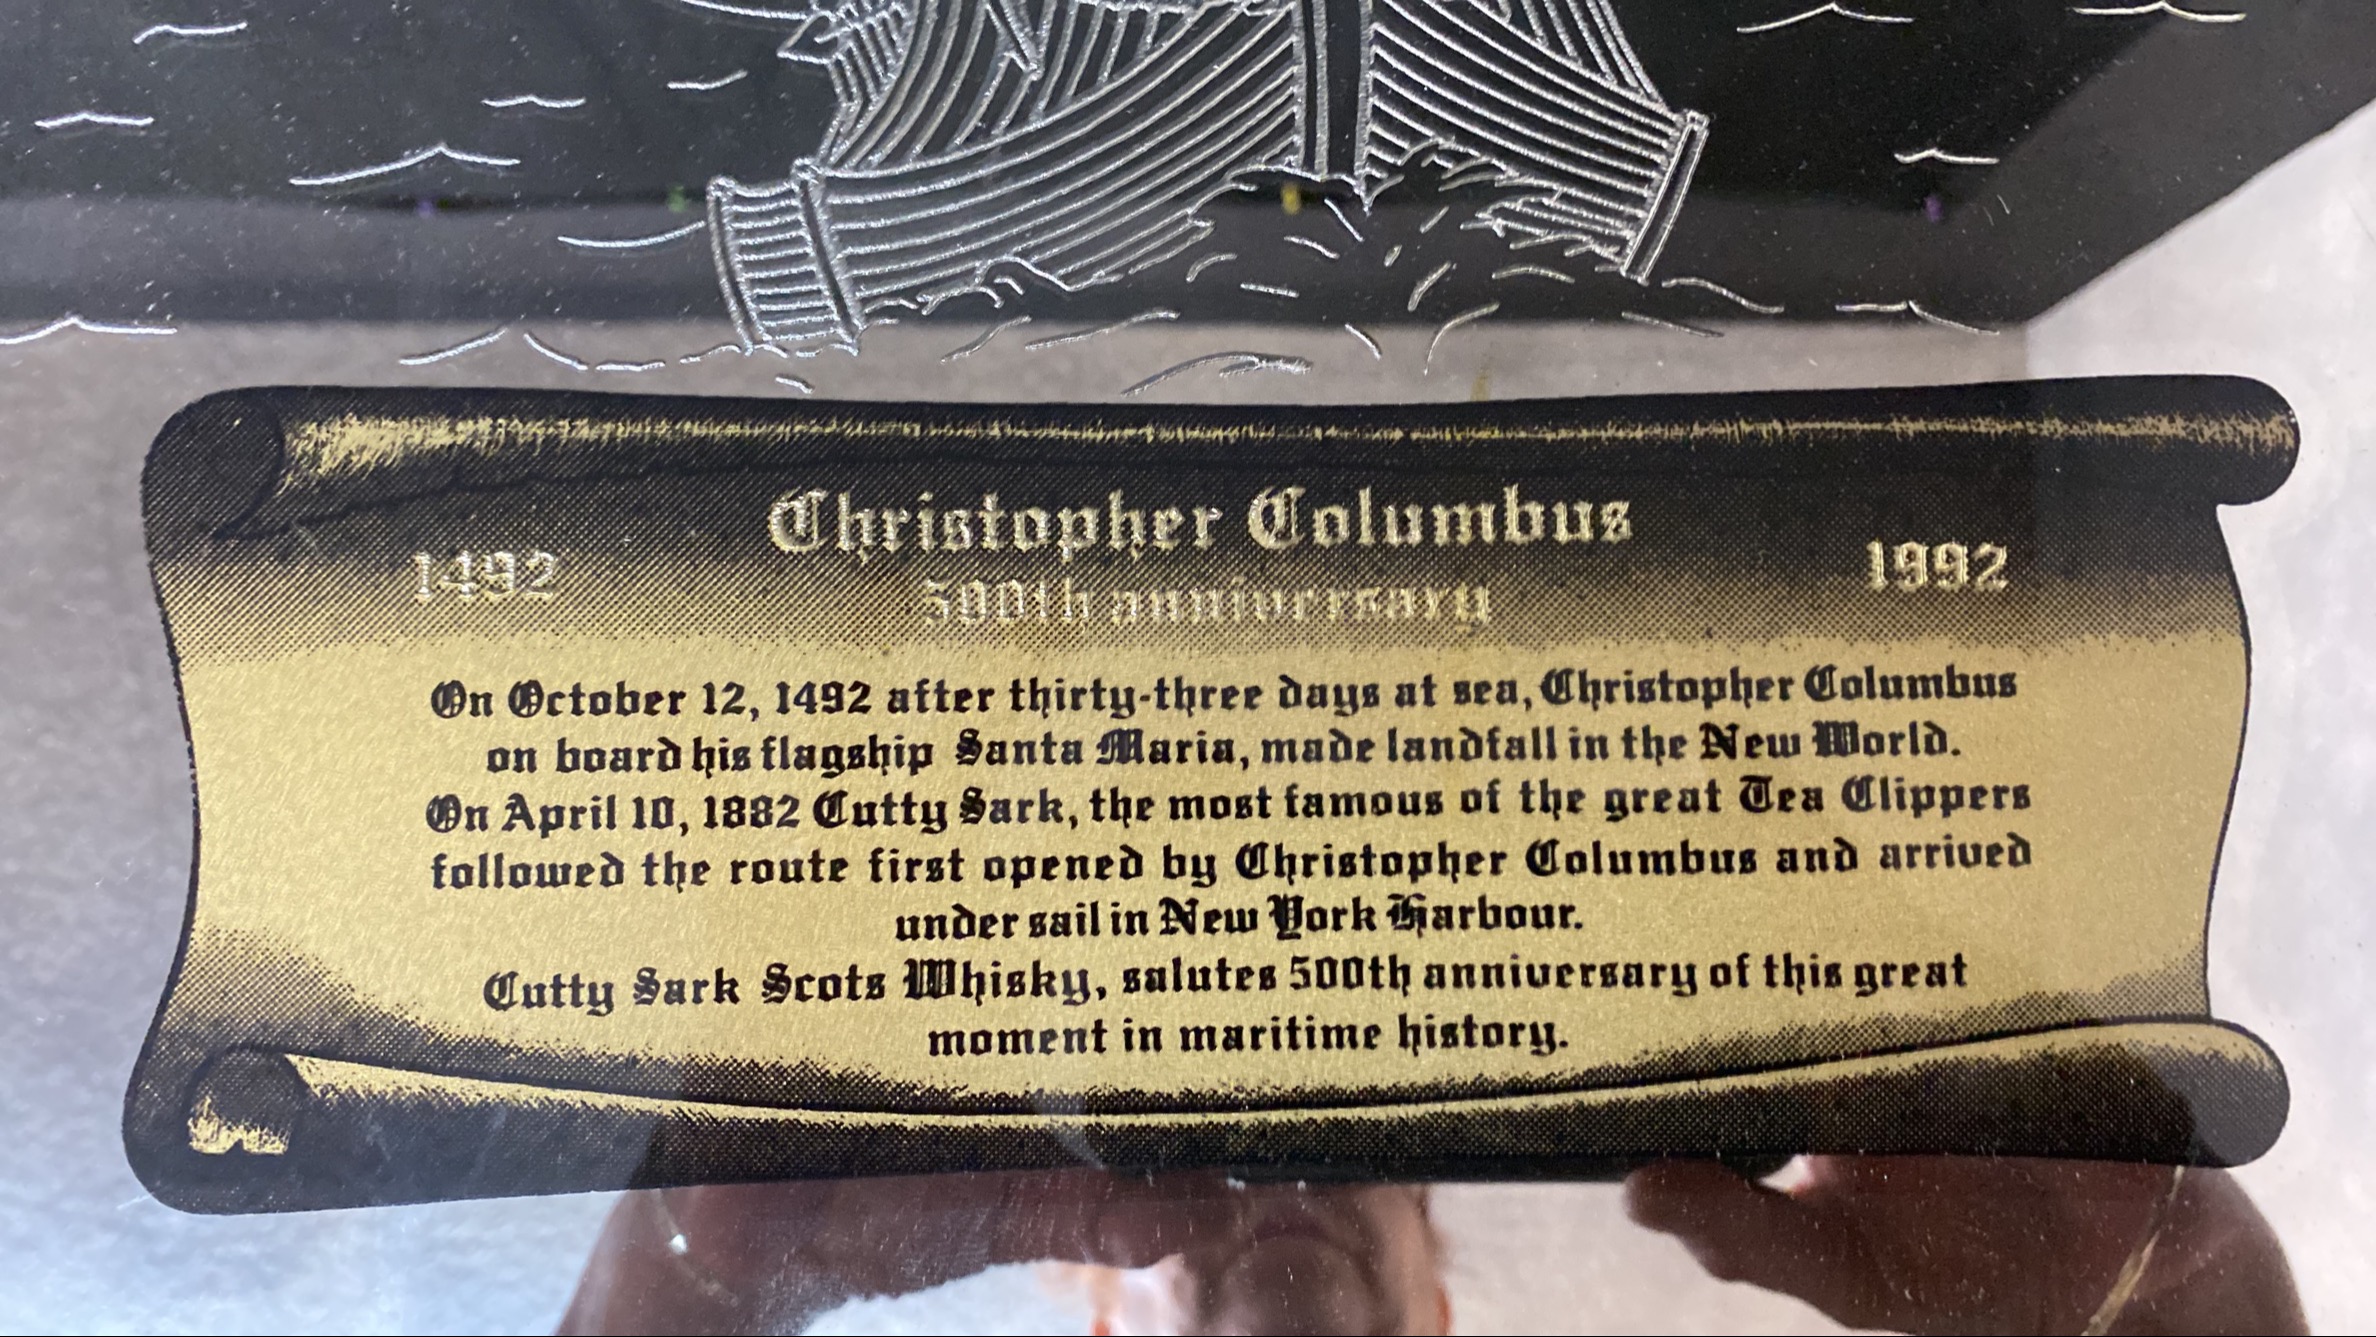 Christopher Columbus
1492
1992
500th anniversary
On October 12, 1492 after thirty-three days at sea, Christopher Columbus
on board his flagship Santa Maria, made landfall in the New World.
On April 10, 1882 Cutty Sark, the most famous of the great Tea Clippers
followed the route first opened by Christopher Columbus and arrived
under sail in New York Harbour.
Cutty Sark Scots Whisky, salutes 500th anniversary of this great
moment in maritime history.